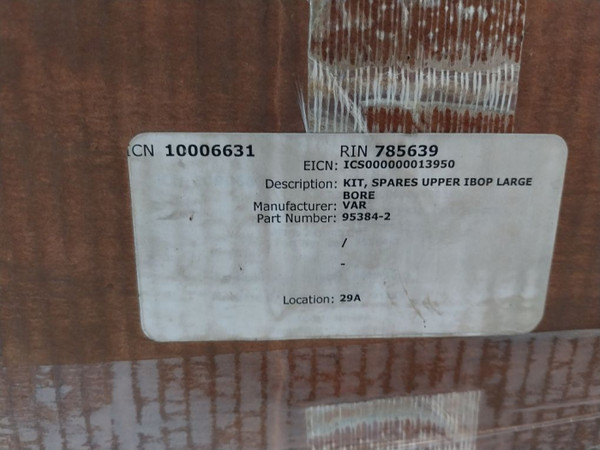 ICN 10006631 RIN 785639
EICN: ICS000000013950
Description: KIT, SPARES UPPER IBOP LARGE
BORE
Manufacturer: VAR
Part Number: 95384-2
/
-
Location: 29A